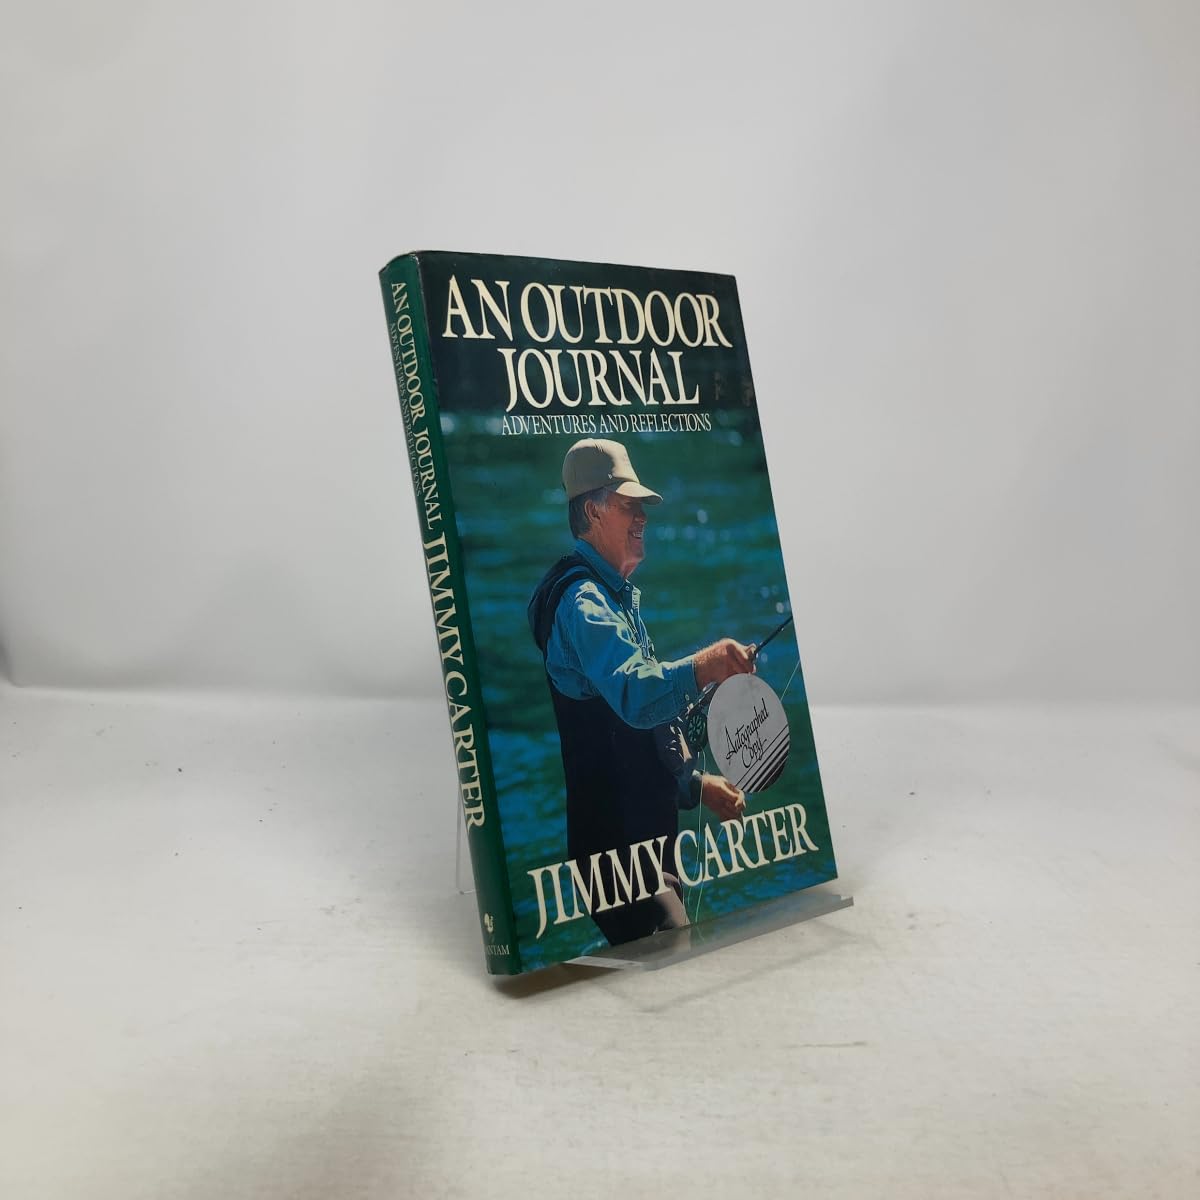 AN OUTDOOR
JOURNAL
ADVENTURES AND REFLECTIONS
Autographed
Copy
JIMMY CARTER
AN OUTDOOR JOURNAL
ADVENTURES AND REFLECTIONS
JIMMY CARTER
BANTAM